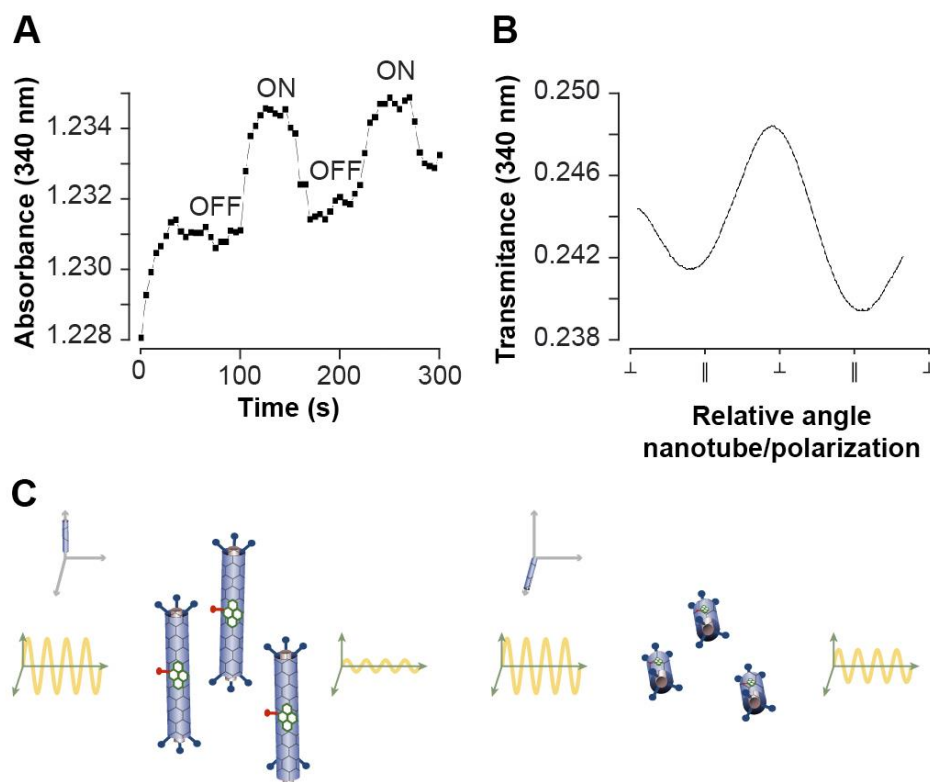 A
Absorbance (340 nm)
1.234
1.232
1.230
1.228
ON
ON
OFF
OFF
0
100
200
300
Time (s)
B
Transmitance (340 nm)
0.250
0.246
0.242
0.238
⊥ ∥ ⊥ ∥ ⊥
Relative angle
nanotube/polarization
C